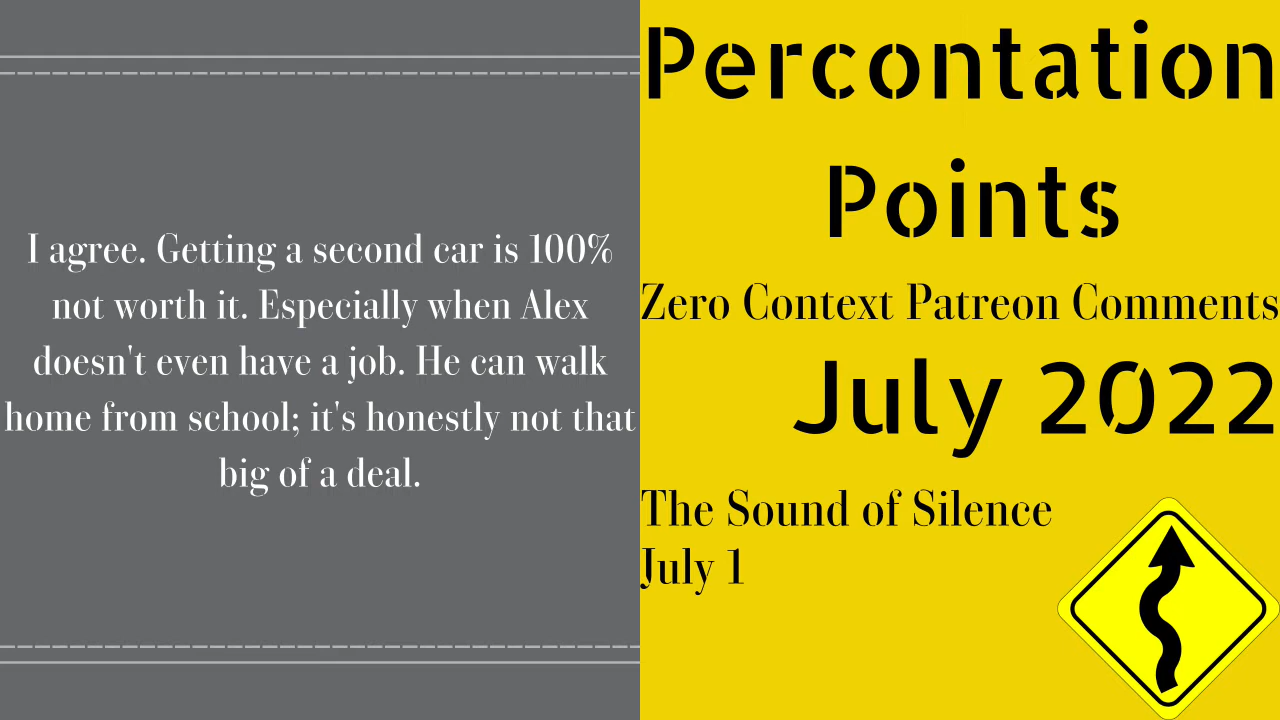 I agree. Getting a second car is 100%
not worth it. Especially when Alex
doesn't even have a job. He can walk
home from school; it's honestly not that
big of a deal.
Percontation
Points
Zero Context Patreon Comments
July 2022
The Sound of Silence
July 1